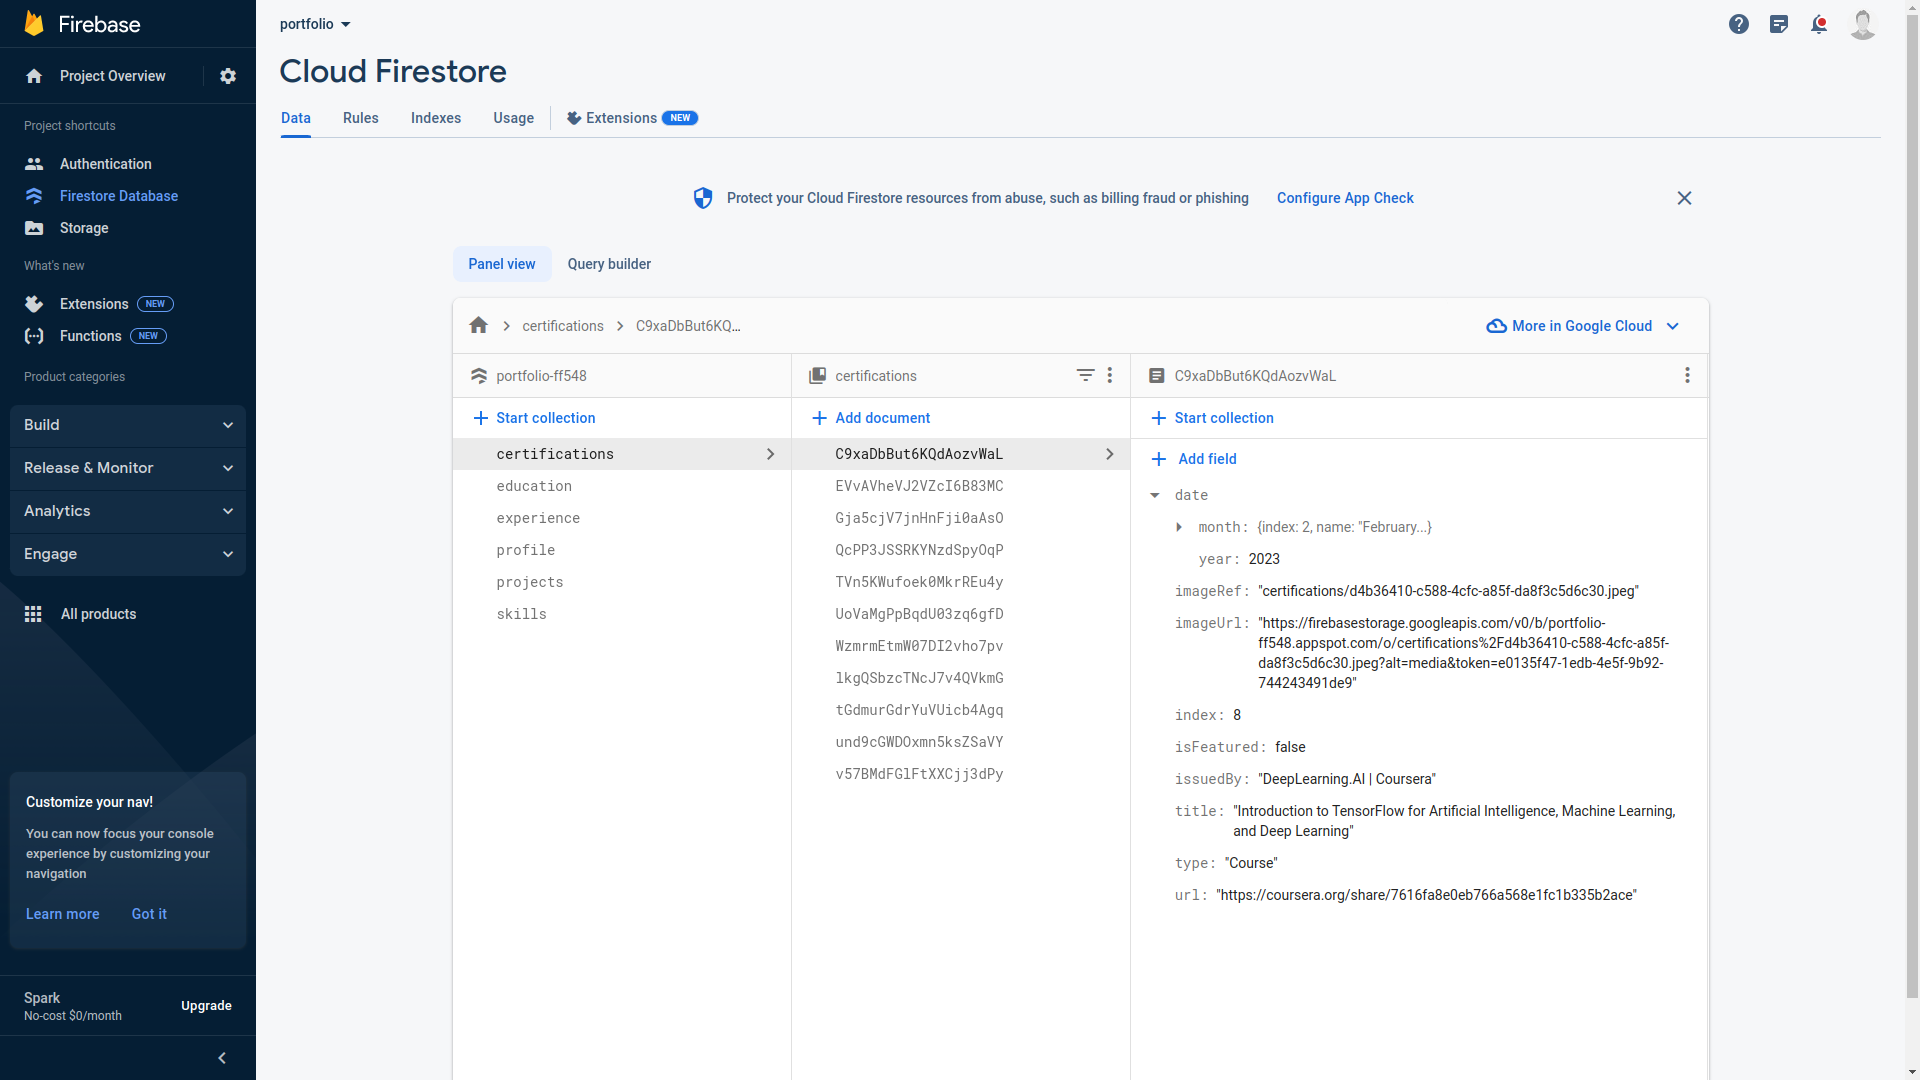 Firebase
portfolio
Project Overview
Cloud Firestore
Project shortcuts
Authentication
Firestore Database
Storage
What's new
Extensions NEW
Functions NEW
Product categories
Build
Release & Monitor
Analytics
Engage
All products
Customize your nav!
You can now focus your console
experience by customizing your
navigation
Learn more Got it
Spark
No-cost $0/month
Upgrade
Data Rules Indexes Usage Extensions NEW
Protect your Cloud Firestore resources from abuse, such as billing fraud or phishing Configure App Check
Panel view Query builder
certifications C9xaDbBut6KQ...
More in Google Cloud
portfolio-ff548
Start collection
certifications
education
experience
profile
projects
skills
certifications
Add document
C9xaDbBut6KQdAozvWaL
EVvAVheVJ2VZcI6B83MC
Gja5cjV7jnHnFji0aAsO
QcPP3JSSRKYNzdSpyOqP
TVn5KWufoek0MkrREu4y
UoVaMgPpBqdU03zq6gfD
WzmrmEtmW07DI2vho7pv
lkgQSbzcTNcJ7v4QVkmG
tGdmurGdrYuVUicb4Agq
und9cGWDOxmn5ksZSaVY
v57BMdFGlFtXXCjj3dPy
C9xaDbBut6KQdAozvWaL
Start collection
Add field
date
month: {index: 2, name: "February...}
year: 2023
imageRef: "certifications/d4b36410-c588-4cfc-a85f-da8f3c5d6c30.jpeg"
imageUrl: "https://firebasestorage.googleapis.com/v0/b/portfolio-
ff548.appspot.com/o/certifications%2Fd4b36410-c588-4cfc-a85f-
da8f3c5d6c30.jpeg?alt=media&token=e0135f47-1edb-4e5f-9b92-
744243491de9"
index: 8
isFeatured: false
issuedBy: "DeepLearning.AI | Coursera"
title: "Introduction to TensorFlow for Artificial Intelligence, Machine Learning,
and Deep Learning"
type: "Course"
url: "https://coursera.org/share/7616fa8e0eb766a568e1fc1b335b2ace"